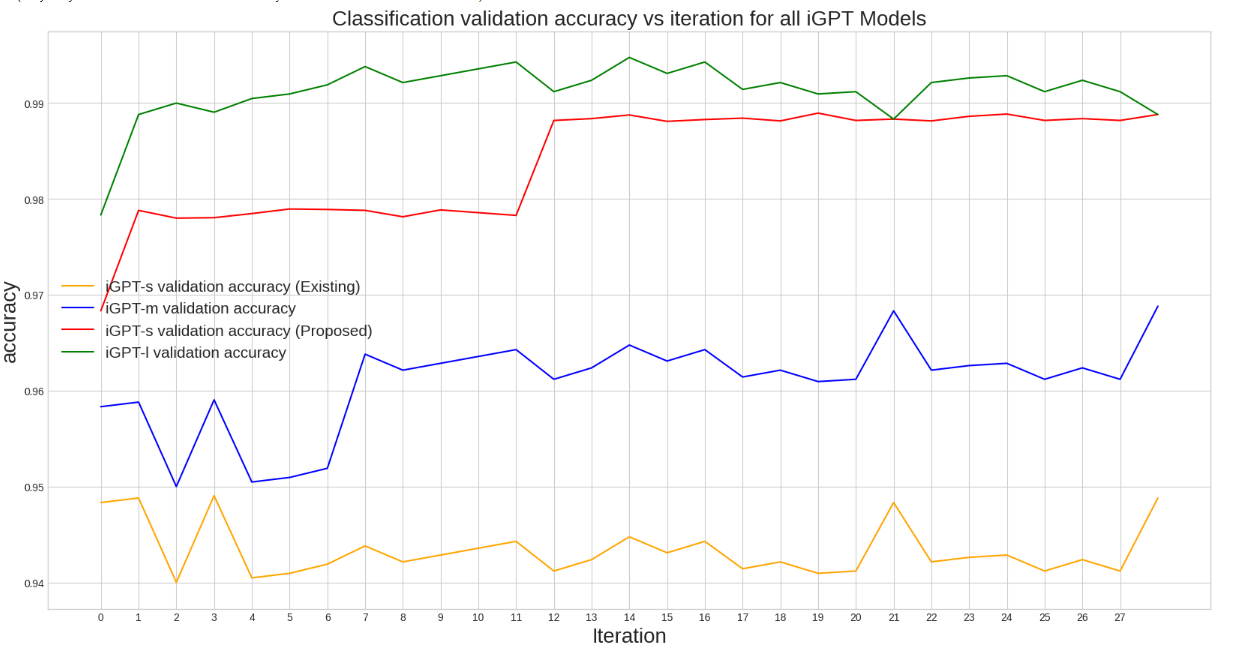 Classification validation accuracy vs iteration for all iGPT Models
accuracy
0.99
0.98
0.97
0.96
0.95
0.94
iGPT-s validation accuracy (Existing)
iGPT-m validation accuracy
iGPT-s validation accuracy (Proposed)
iGPT-l validation accuracy
0 1 2 3 4 5 6 7 8 9 10 11 12 13 14 15 16 17 18 19 20 21 22 23 24 25 26 27
Iteration